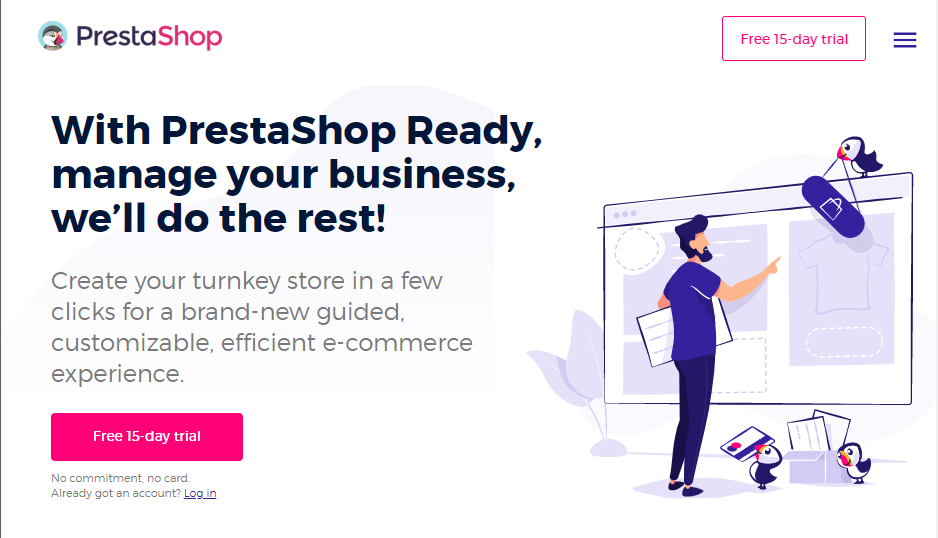 PrestaShop
Free 15-day trial
With PrestaShop Ready,
manage your business,
we’ll do the rest!
Create your turnkey store in a few
clicks for a brand-new guided,
customizable, efficient e-commerce
experience.
Free 15-day trial
No commitment, no card.
Already got an account? Log in